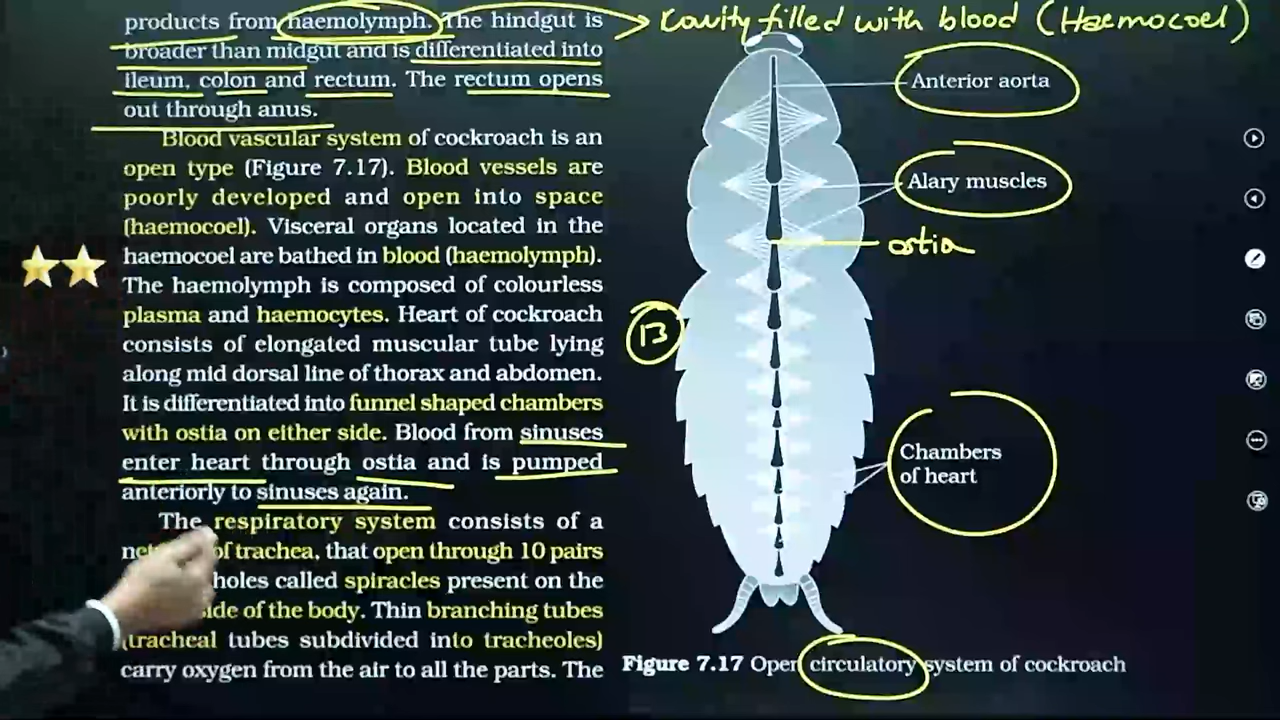 products from haemolymph. The hindgut is
broader than midgut and is differentiated into
ileum, colon and rectum. The rectum opens
out through anus.
Blood vascular system of cockroach is an
open type (Figure 7.17). Blood vessels are
poorly developed and open into space
(haemocoel). Visceral organs located in the
haemocoel are bathed in blood (haemolymph).
The haemolymph is composed of colourless
plasma and haemocytes. Heart of cockroach
consists of elongated muscular tube lying
along mid dorsal line of thorax and abdomen.
It is differentiated into funnel shaped chambers
with ostia on either side. Blood from sinuses
enter heart through ostia and is pumped
anteriorly to sinuses again.
The respiratory system consists of a
of trachea, that open through 10 pairs
holes called spiracles present on the
side of the body. Thin branching tubes
(tracheal tubes subdivided into tracheoles)
carry oxygen from the air to all the parts. The
Cavity filled with blood (Haemocoel)
Anterior aorta
Alary muscles
ostia
13
Chambers
of heart
Figure 7.17 Open circulatory system of cockroach